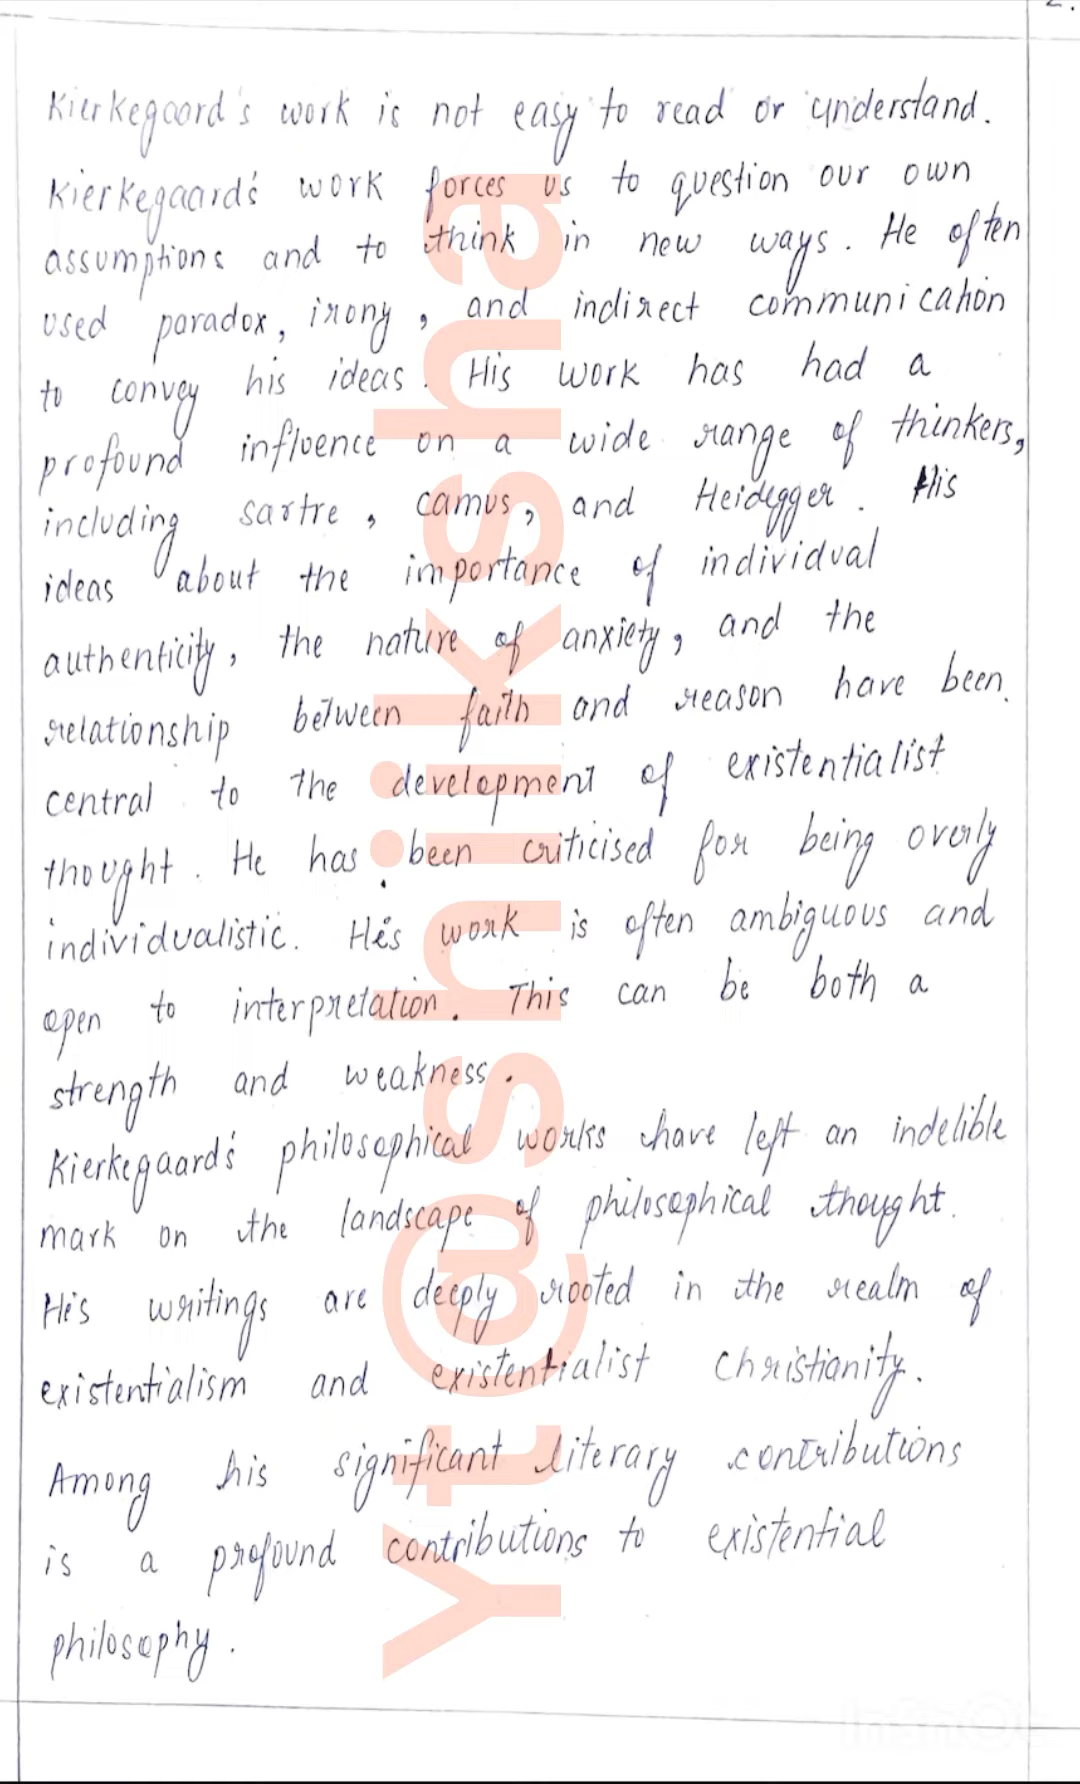 2.
Kierkegaard's work is not easy to read or understand.
Kierkegaard's work forces us to question our own
assumptions and to think in new ways. He often
used paradox, irony, and indirect communication
to convey his ideas. His work has had a
profound influence on a wide range of thinkers,
including sartre, camus, and Heidegger. His
ideas about the importance of individual
authenticity, the nature of anxiety, and the
relationship between faith and reason have been.
central to the development of existentialist
thought. He has been criticised for being overly
individualistic. His work is often ambiguous and
open to interpretation. This can be both a
strength and weakness.
Kierkegaard's philosophical works have left an indelible
mark on the landscape of philosophical thought.
His writings are deeply rooted in the realm of
existentialism and existentialist Christianity.
Among his significant literary contributions
is a profound contributions to existential
philosophy.
Yt@shiksha